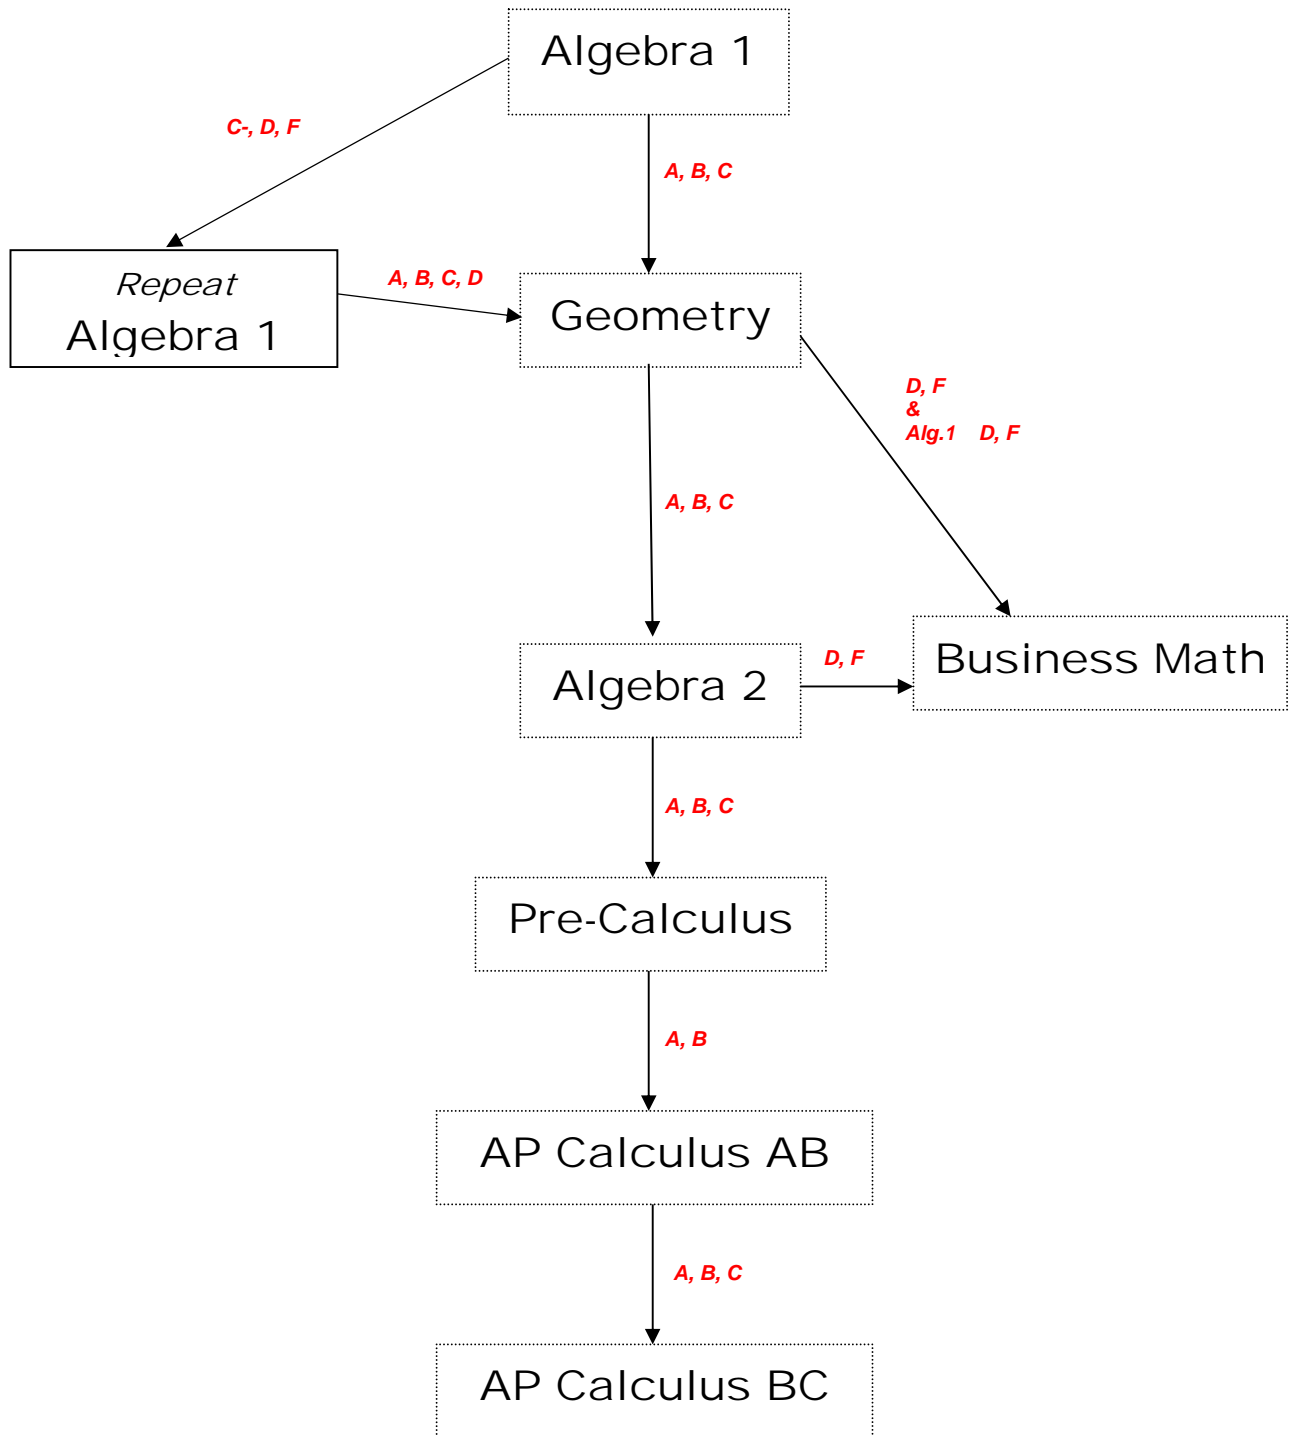 Algebra 1
C-, D, F
A, B, C
Repeat
Algebra 1
A, B, C, D
Geometry
D, F
&
Alg.1 D, F
A, B, C
Algebra 2
D, F
Business Math
A, B, C
Pre-Calculus
A, B
AP Calculus AB
A, B, C
AP Calculus BC